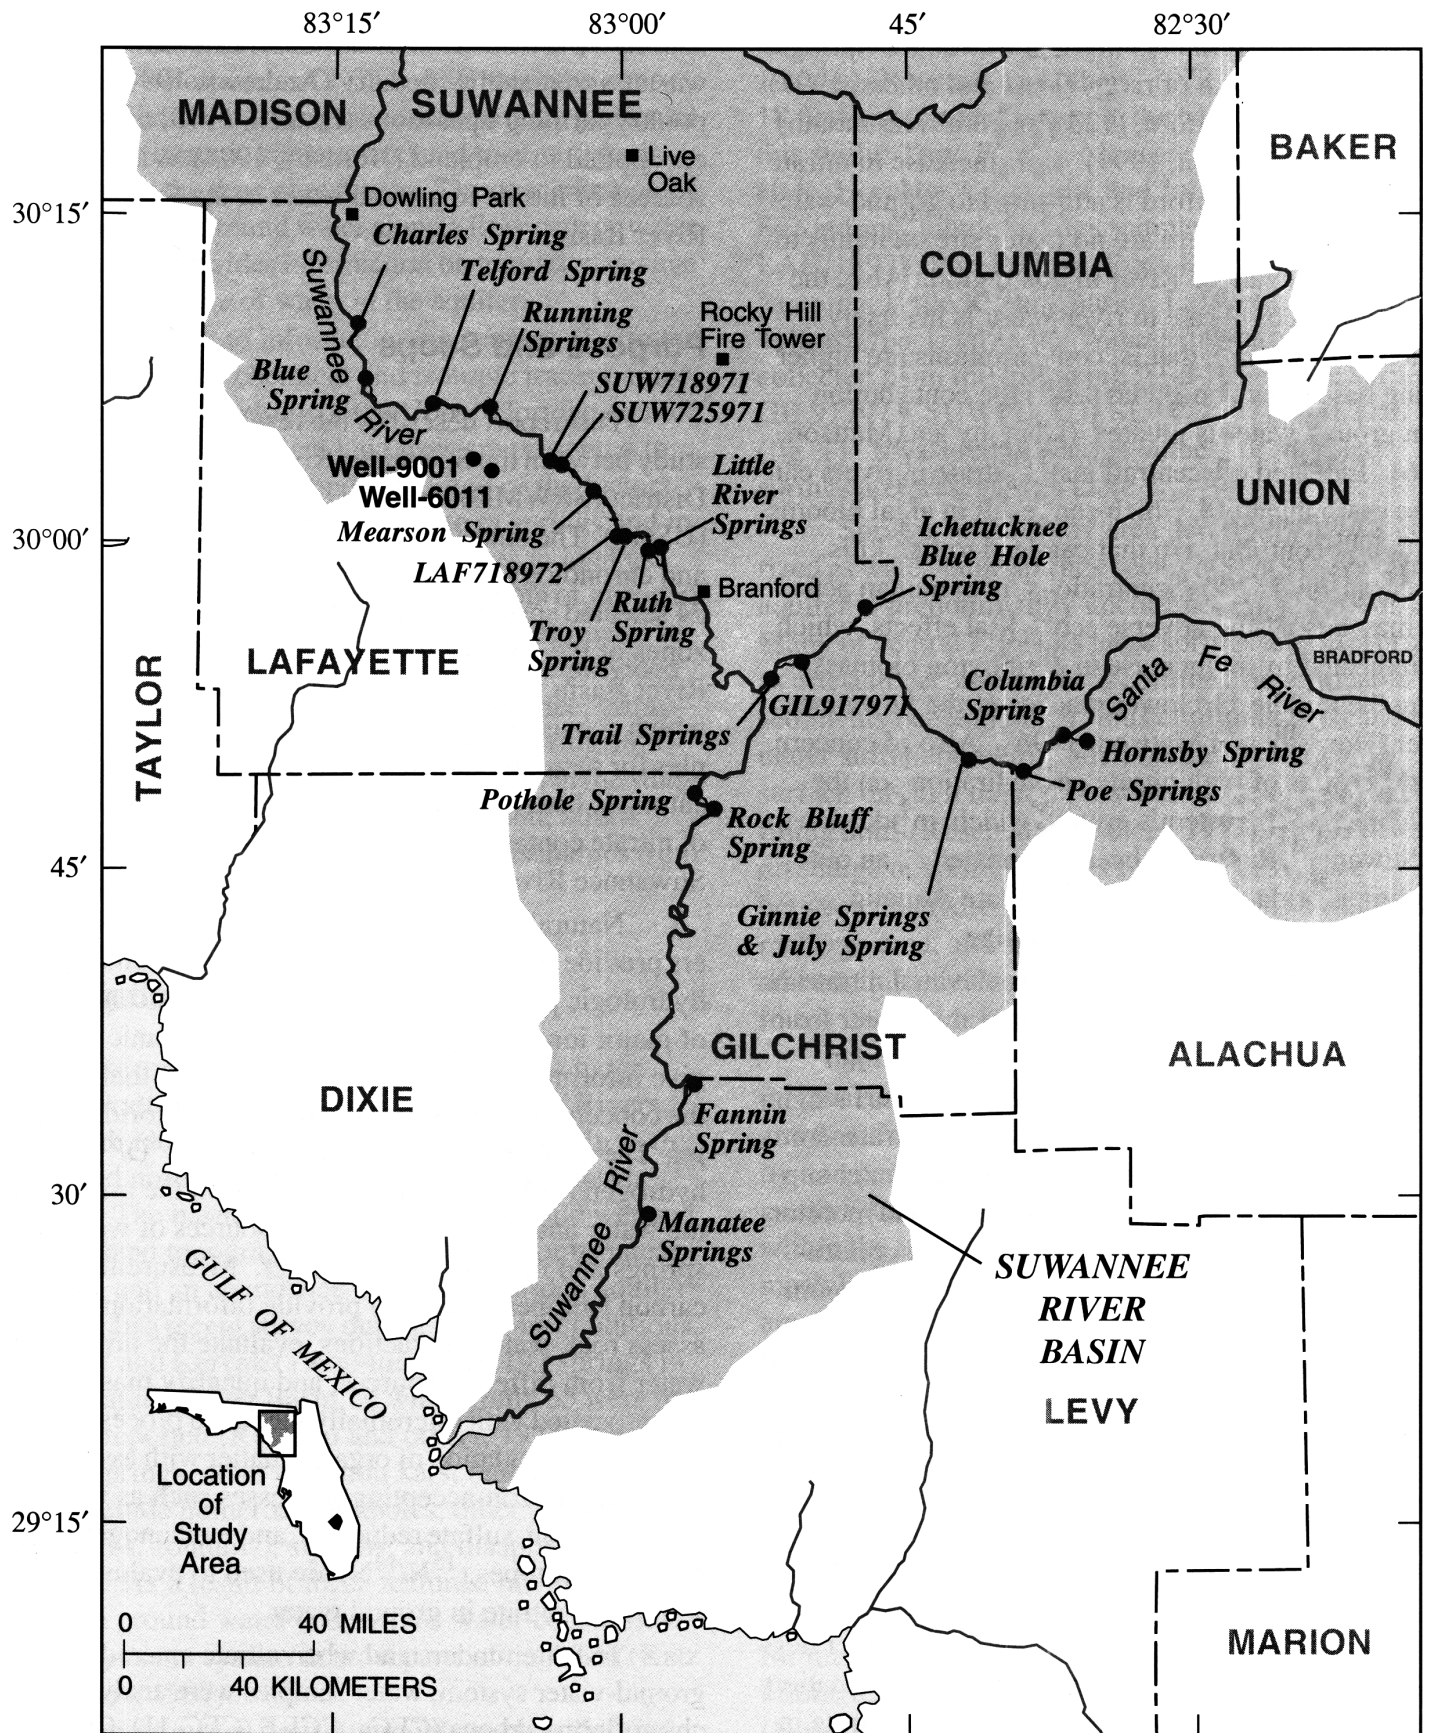 83°15′ 83°00′ 45′ 82°30′
MADISON
SUWANNEE
BAKER
Live
Oak
30°15′
Dowling Park
Charles Spring
COLUMBIA
Telford Spring
Suwannee
River
Running
Springs
Rocky Hill
Fire Tower
Blue
Spring
SUW718971
SUW725971
Well-9001
Well-6011
Little
River
Springs
UNION
Mearson Spring
30°00′
Ichetucknee
Blue Hole
Spring
LAF718972
Branford
Ruth
Spring
Troy
Spring
LAFAYETTE
TAYLOR
BRADFORD
Santa Fe River
Columbia
Spring
GIL917971
Trail Springs
Hornsby Spring
Poe Springs
Pothole Spring
Rock Bluff
Spring
45′
Ginnie Springs
& July Spring
GILCHRIST
ALACHUA
DIXIE
Fannin
Spring
30′
Suwannee River
Manatee
Springs
SUWANNEE
RIVER
BASIN
GULF OF MEXICO
LEVY
Location
of
Study
Area
29°15′
0 40 MILES
0 40 KILOMETERS
MARION